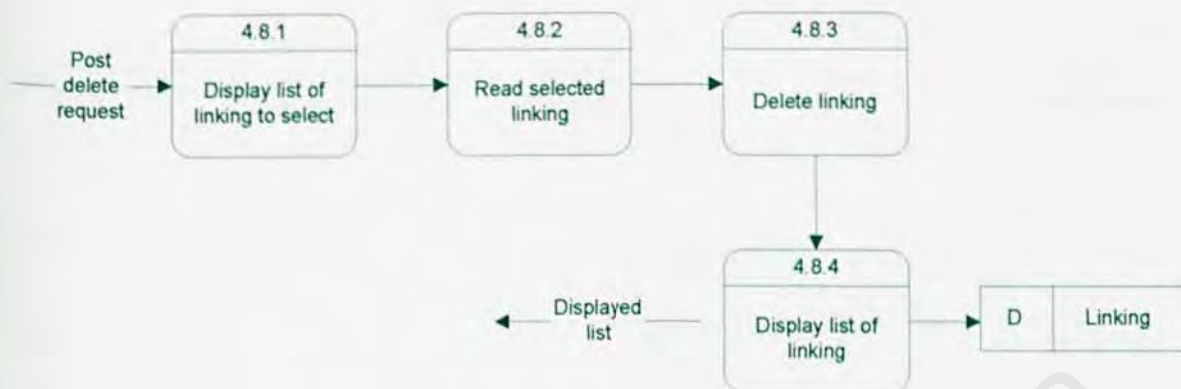 Post
delete
request
4.8.1
Display list of
linking to select
4.8.2
Read selected
linking
4.8.3
Delete linking
4.8.4
Display list of
linking
Displayed
list
D
Linking